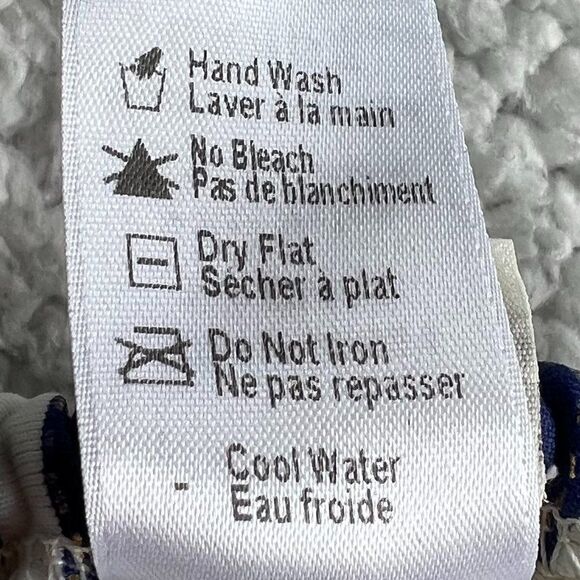 Hand Wash
Laver à la main
No Bleach
Pas de blanchiment
Dry Flat
Sécher à plat
Do Not Iron
Ne pas repasser
Cool Water
Eau froide